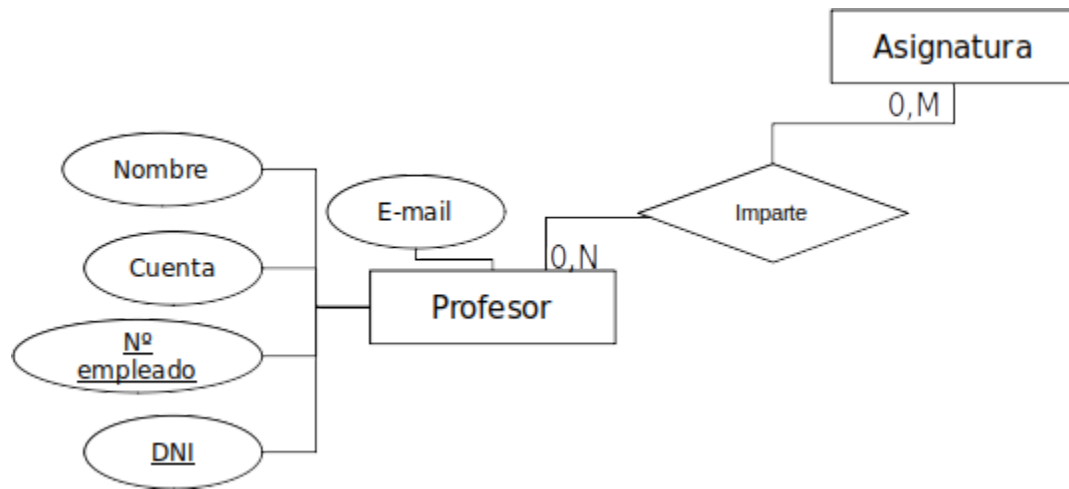 Asignatura
0,M
Nombre
E-mail
Imparte
Cuenta
0,N
Profesor
Nº
empleado
DNI